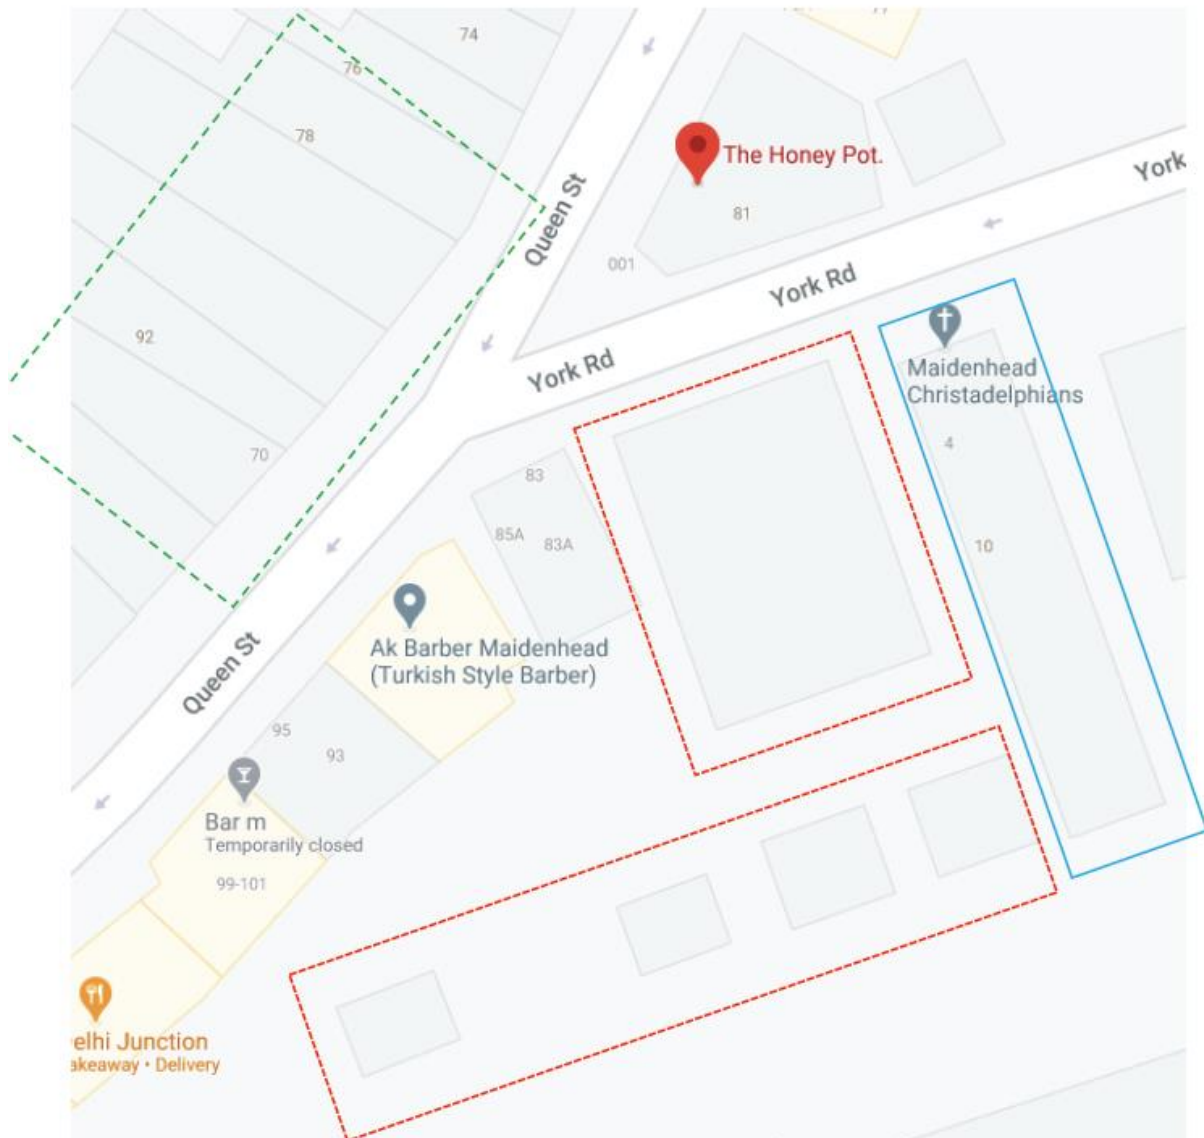 74
76
78
The Honey Pot.
81
York
Queen St
001
York Rd
92
York Rd
Maidenhead
Christadelphians
4
70
83
85A
83A
10
Ak Barber Maidenhead
(Turkish Style Barber)
Queen St
95
93
Bar m
Temporarily closed
99-101
elhi Junction
akeaway • Delivery